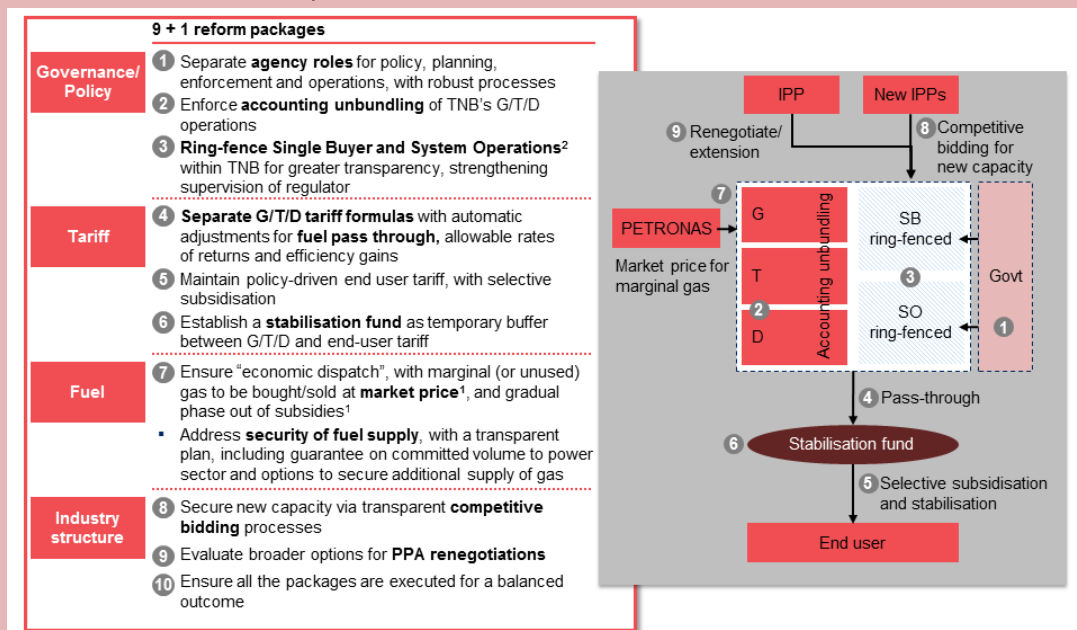 9 + 1 reform packages
Governance/
Policy
1 Separate agency roles for policy, planning,
enforcement and operations, with robust processes
2 Enforce accounting unbundling of TNB's G/T/D
operations
3 Ring-fence Single Buyer and System Operations2
within TNB for greater transparency, strengthening
supervision of regulator
Tariff
4 Separate G/T/D tariff formulas with automatic
adjustments for fuel pass through, allowable rates
of returns and efficiency gains
5 Maintain policy-driven end user tariff, with selective
subsidisation
6 Establish a stabilisation fund as temporary buffer
between G/T/D and end-user tariff
Fuel
7 Ensure "economic dispatch", with marginal (or unused)
gas to be bought/sold at market price1, and gradual
phase out of subsidies1
▪ Address security of fuel supply, with a transparent
plan, including guarantee on committed volume to power
sector and options to secure additional supply of gas
Industry
structure
8 Secure new capacity via transparent competitive
bidding processes
9 Evaluate broader options for PPA renegotiations
10 Ensure all the packages are executed for a balanced
outcome
IPP
New IPPs
9 Renegotiate/
extension
8 Competitive
bidding for
new capacity
7
PETRONAS
Market price for
marginal gas
G
T
2
D
Accounting unbundling
SB
ring-fenced
3
SO
ring-fenced
Govt
1
4 Pass-through
6 Stabilisation fund
5 Selective subsidisation
and stabilisation
End user